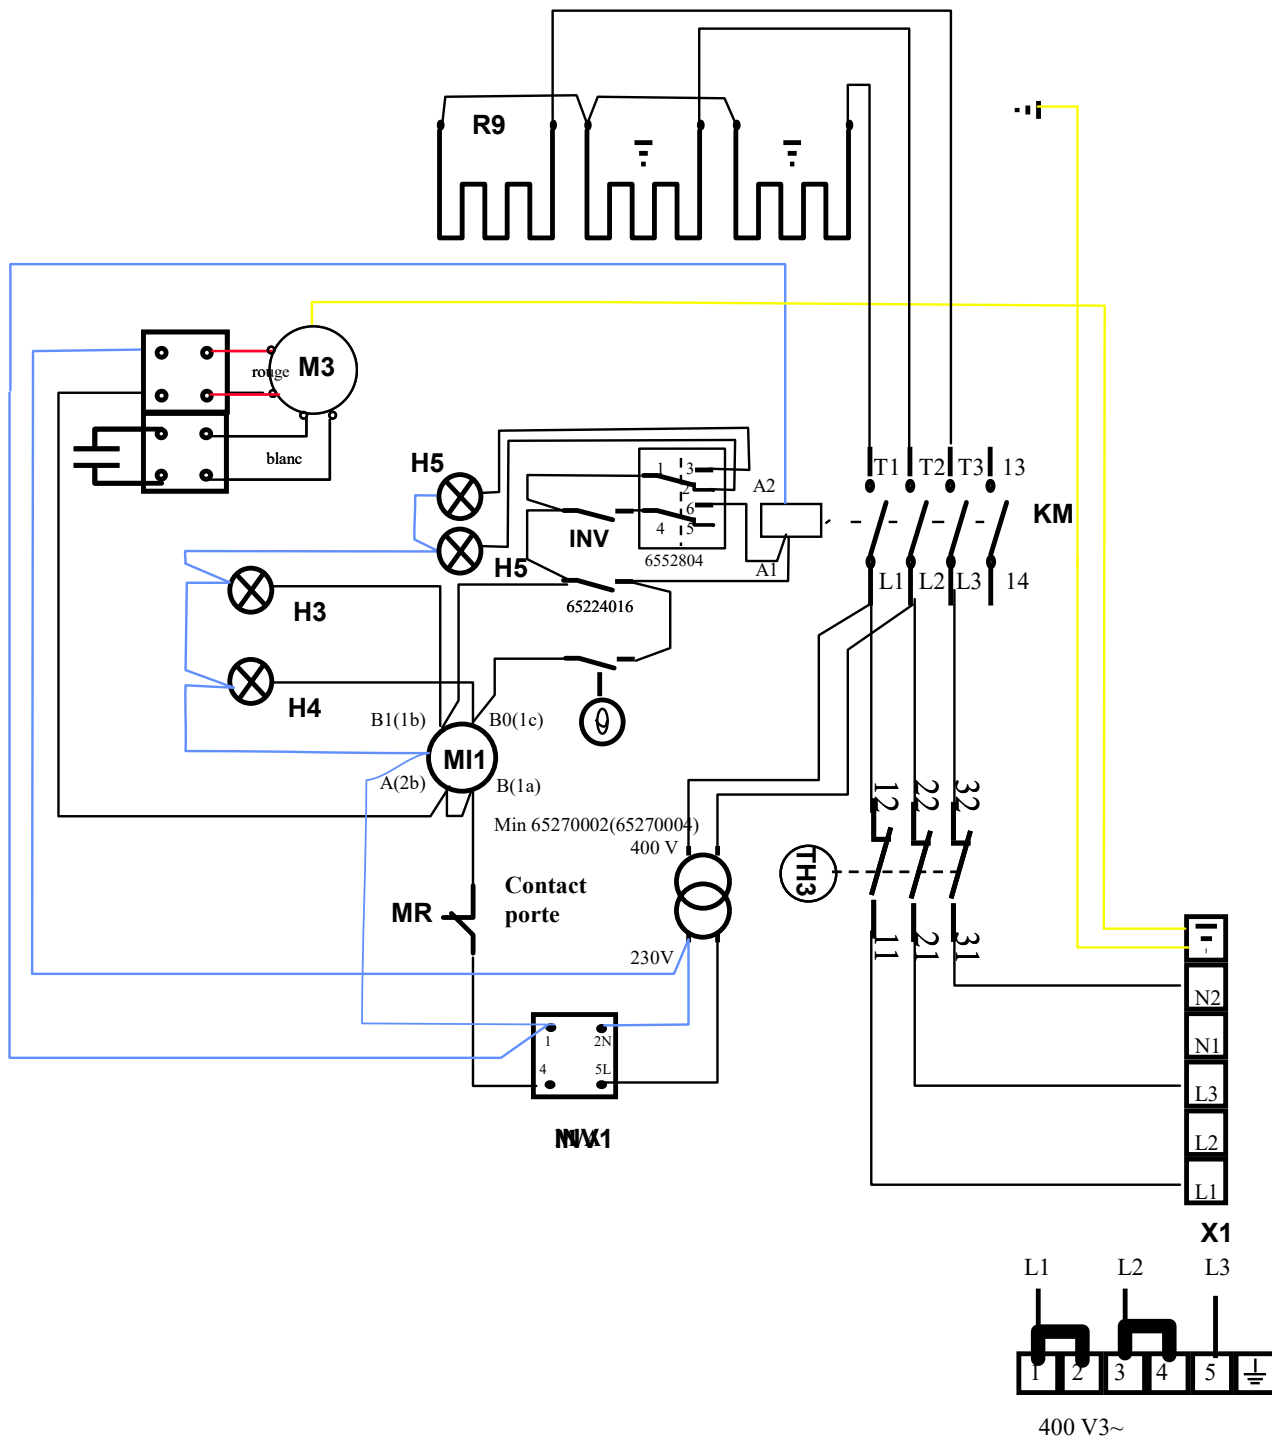 R9
M3
rouge
blanc
H5
1
3
2
6
4
5
A2
T1
T2
T3
13
KM
INV
H5
6552804
A1
L1
L2
L3
14
H3
65224016
H4
B1(1b)
B0(1c)
MI1
A(2b)
B(1a)
12
22
32
Min 65270002(65270004)
400 V
TH3
Contact
porte
MR
11
21
31
230V
N2
1
2N
N1
4
5L
L3
L2
L1
X1
L1
L2
L3
1
2
3
4
5
400 V3~